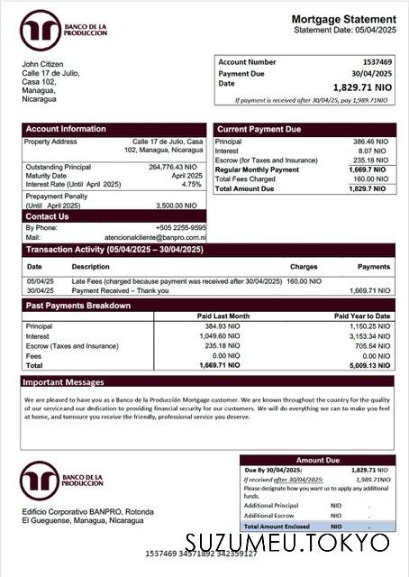 BANCO DE LA
PRODUCCION
Mortgage Statement
Statement Date: 05/04/2025
John Citizen
Calle 17 de Julio,
Casa 102,
Managua,
Nicaragua
Account Number 1537469
Payment Due Date 30/04/2025
1,829.71 NIO
If payment is received after 30/04/25, pay 1,989.71NIO
Account Information
Property Address Calle 17 de Julio, Casa
102, Managua, Nicaragua
Outstanding Principal 264,776.43 NIO
Maturity Date April 2025
Interest Rate (Until April 2025) 4.75%
Prepayment Penalty
(Until April 2025) 3,500.00 NIO
Contact Us
By Phone: +505 2255-9595
Mail: atencionalcliente@banpro.com.ni
Current Payment Due
Principal 386.46 NIO
Interest 8.07 NIO
Escrow (for Taxes and Insurance) 235.18 NIO
Regular Monthly Payment 1,669.7 NIO
Total Fees Charged 160.00 NIO
Total Amount Due 1,829.7 NIO
Transaction Activity (05/04/2025 – 30/04/2025)
Date Description Charges Payments
05/04/25 Late Fees (charged because payment was received after 30/04/2025) 160.00 NIO
30/04/25 Payment Received – Thank you 1,669.71 NIO
Past Payments Breakdown
Paid Last Month Paid Year to Date
Principal 384.93 NIO 1,150.25 NIO
Interest 1,049.60 NIO 3,153.34 NIO
Escrow (Taxes and Insurance) 235.18 NIO 705.54 NIO
Fees 0.00 NIO 0.00 NIO
Total 1,669.71 NIO 5,009.13 NIO
Important Messages
We are pleased to have you as a Banco de la Producción Mortgage customer. We are known throughout the country for the quality
of our serviceand our dedication to providing financial security for our customers. We will do everything we can to make you feel
at home, and toensure you receive the friendly, professional service you deserve.
BANCO DE LA
PRODUCCION
Edificio Corporativo BANPRO, Rotonda
El Gueguense, Managua, Nicaragua
Amount Due
Due By 30/04/2025: 1,829.71 NIO
If received after 30/04/2025: 1,989.71NIO
Please designate how you want us to apply any additional
funds.
Additional Principal NIO .
Additional Escrow NIO .
Total Amount Enclosed NIO .
SUZUMEU.TOKYO
1537469 34571892 342359127